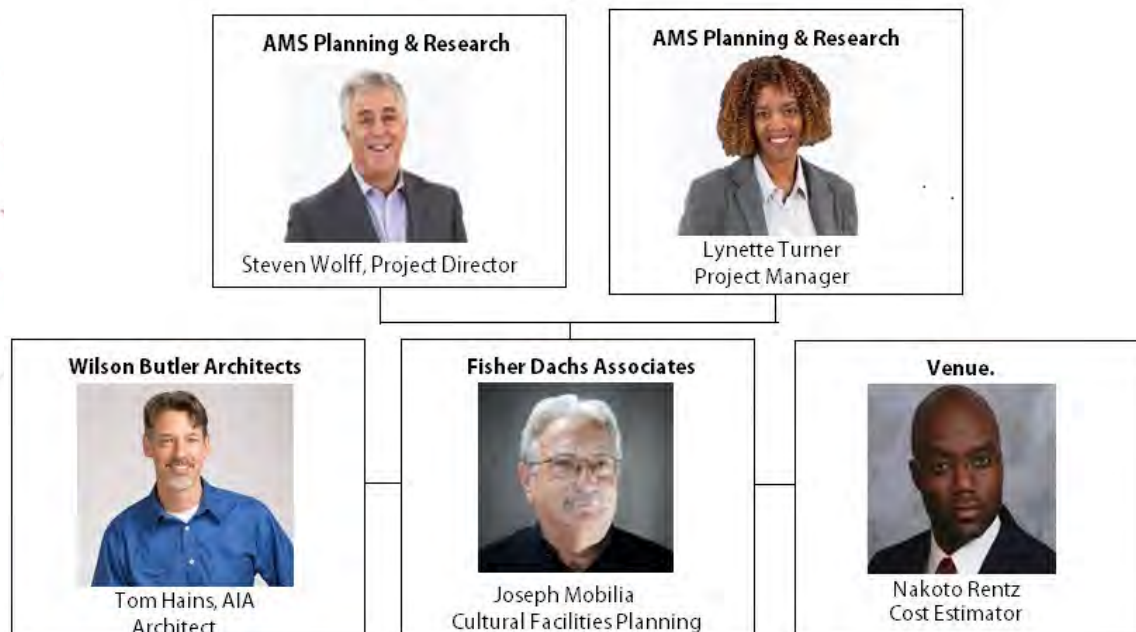 AMS Planning & Research
Steven Wolff, Project Director
AMS Planning & Research
Lynette Turner
Project Manager
Wilson Butler Architects
Tom Hains, AIA
Architect
Fisher Dachs Associates
Joseph Mobilia
Cultural Facilities Planning
Venue.
Nakoto Rentz
Cost Estimator